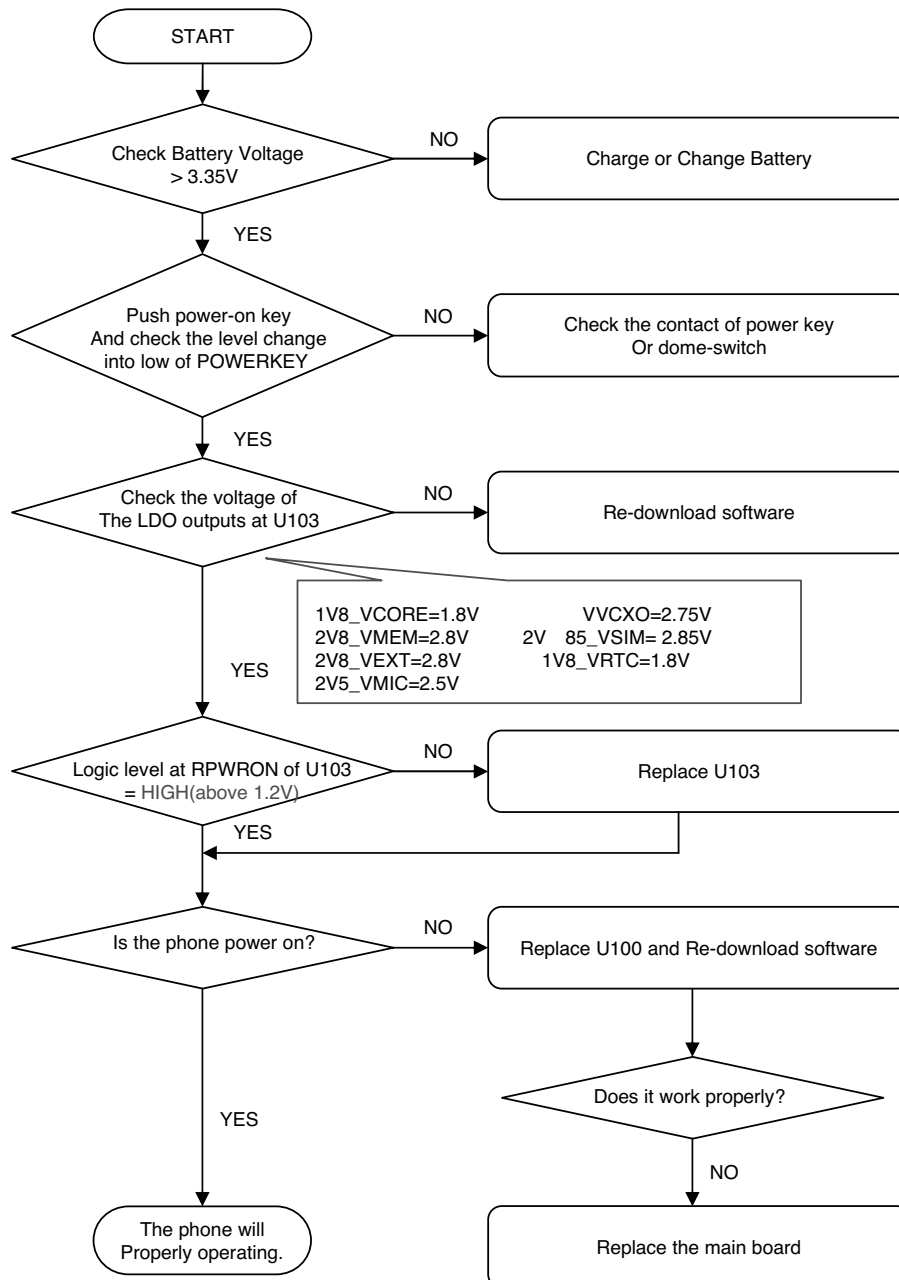 START
Check Battery Voltage
> 3.35V
NO
Charge or Change Battery
YES
Push power-on key
And check the level change
into low of POWERKEY
NO
Check the contact of power key
Or dome-switch
YES
Check the voltage of
The LDO outputs at U103
NO
Re-download software
1V8_VCORE=1.8V VVCXO=2.75V
2V8_VMEM=2.8V 2V 85_VSIM= 2.85V
2V8_VEXT=2.8V 1V8_VRTC=1.8V
2V5_VMIC=2.5V
YES
Logic level at RPWRON of U103
= HIGH(above 1.2V)
NO
Replace U103
YES
Is the phone power on?
NO
Replace U100 and Re-download software
Does it work properly?
YES
NO
The phone will
Properly operating.
Replace the main board